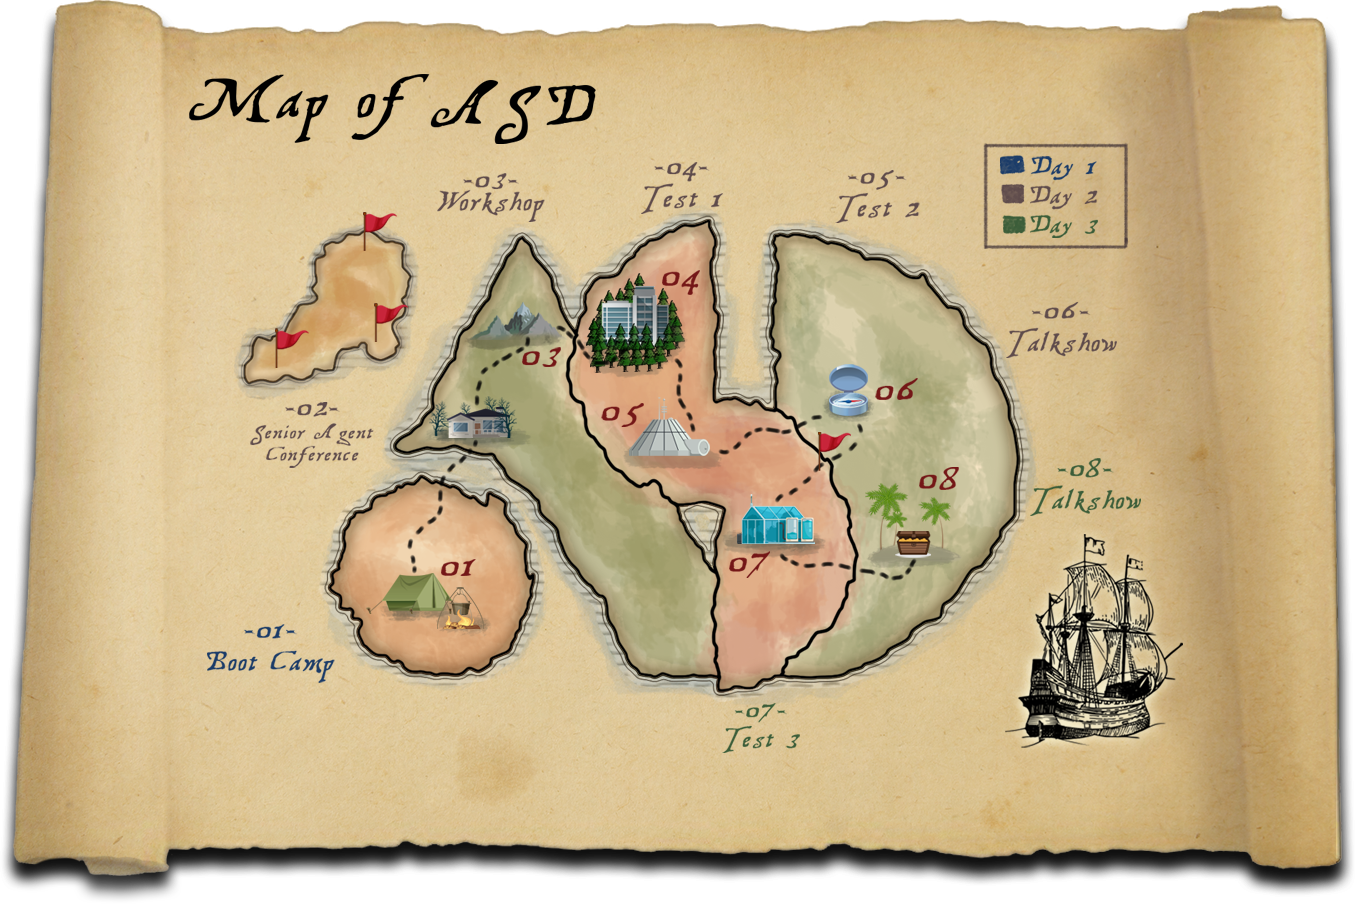 Map of ASD
Day 1
Day 2
Day 3
-03-
Workshop
-04-
Test 1
-05-
Test 2
04
-06-
Talkshow
03
06
05
-02-
Senior Agent
Conference
08
-08-
Talkshow
01
07
-01-
Boot Camp
-07-
Test 3